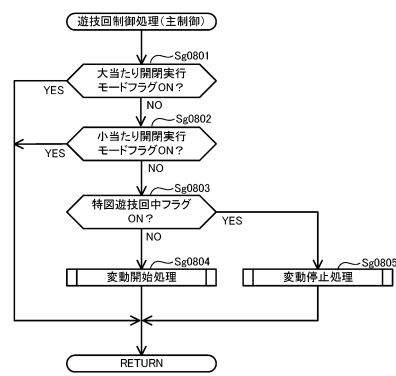 遊技回制御処理(主制御)
Sg0801
大当たり開閉実行
モードフラグON?
YES
NO
Sg0802
小当たり開閉実行
モードフラグON?
YES
NO
Sg0803
特図遊技回中フラグ
ON?
YES
NO
Sg0804
変動開始処理
Sg0805
変動停止処理
RETURN